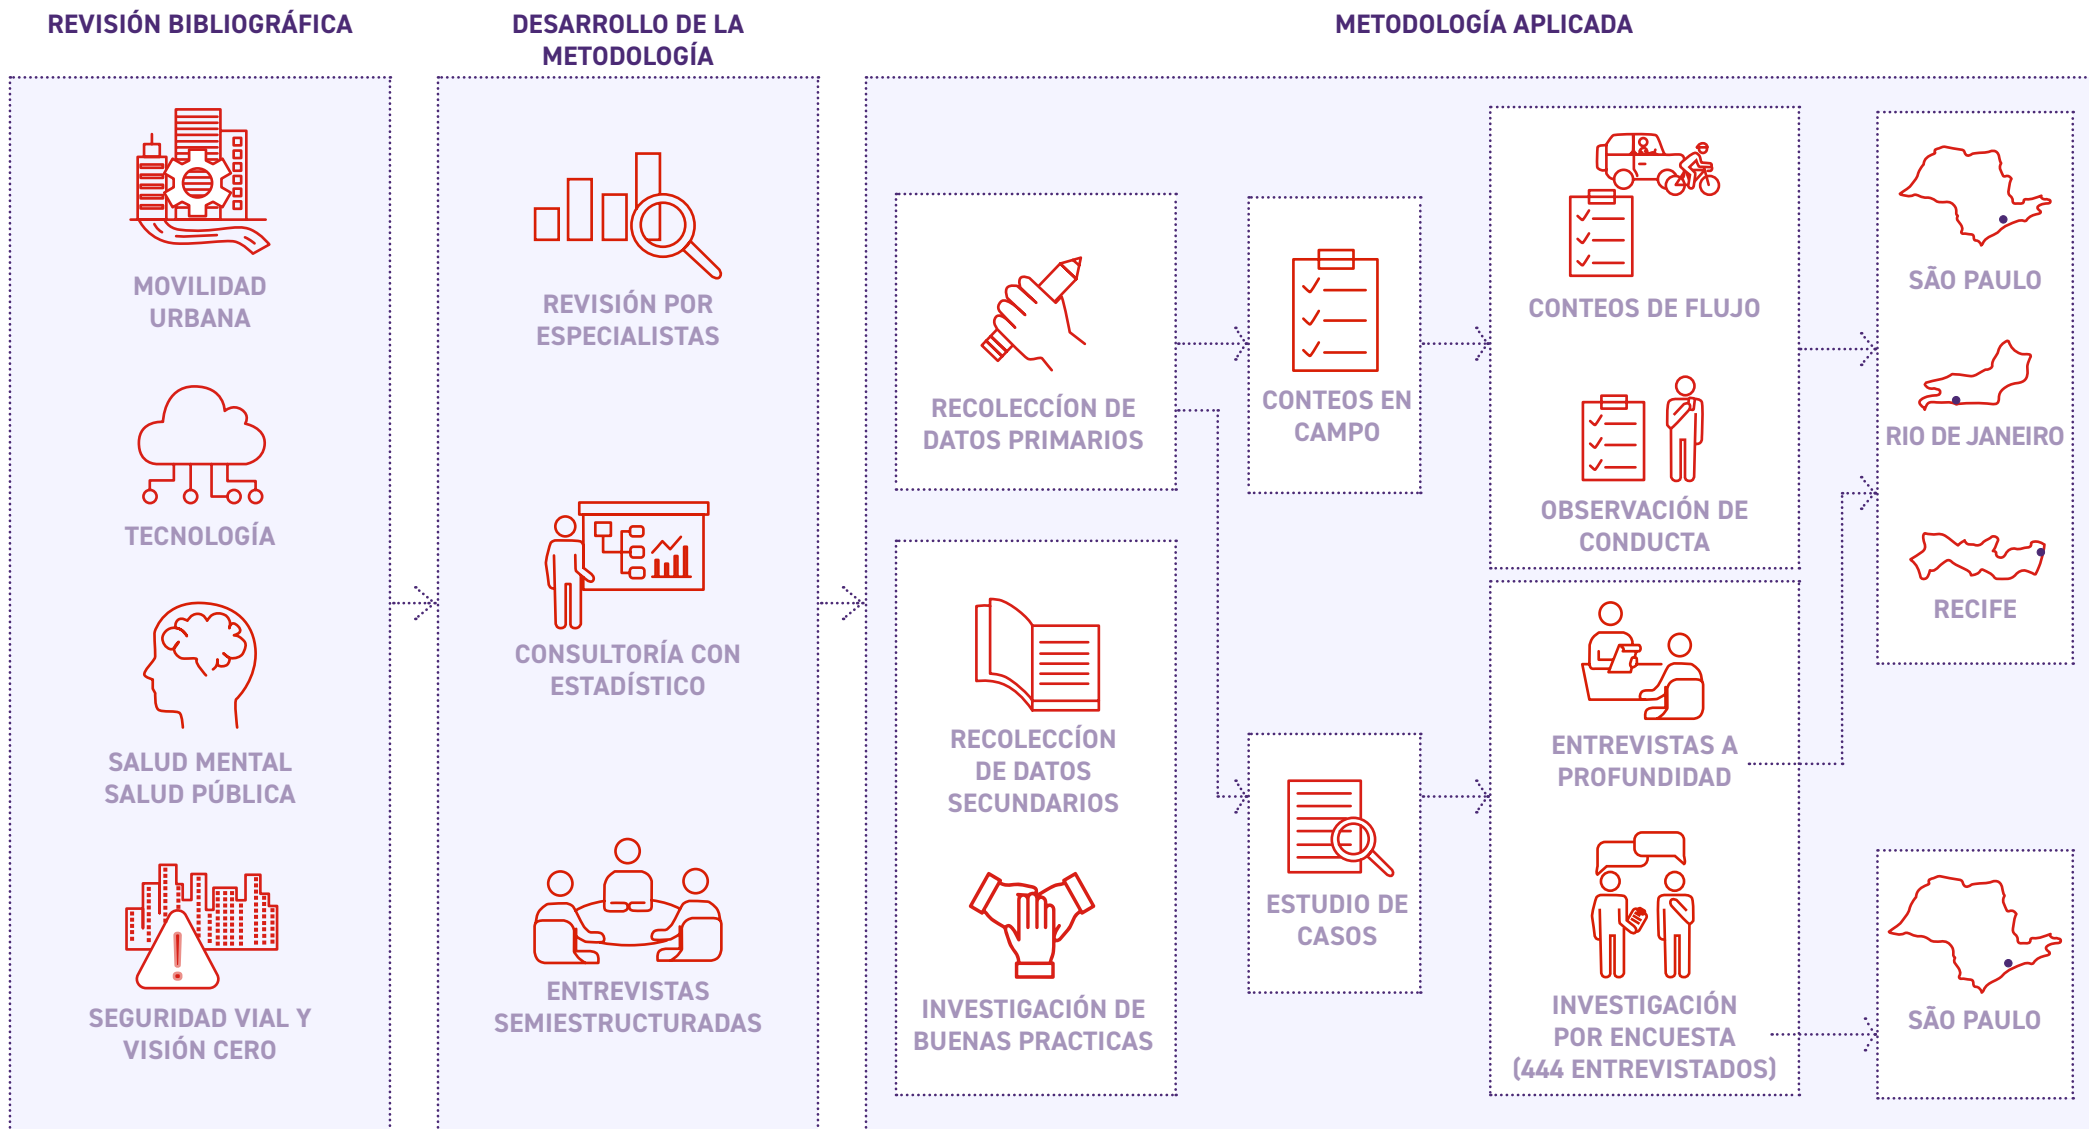 REVISIÓN BIBLIOGRÁFICA
MOVILIDAD
URBANA
TECNOLOGÍA
SALUD MENTAL
SALUD PÚBLICA
SEGURIDAD VIAL Y
VISIÓN CERO
DESARROLLO DE LA
METODOLOGÍA
REVISIÓN POR
ESPECIALISTAS
CONSULTORÍA CON
ESTADÍSTICO
ENTREVISTAS
SEMIESTRUCTURADAS
METODOLOGÍA APLICADA
RECOLECCÍON DE
DATOS PRIMARIOS
RECOLECCÍON
DE DATOS
SECUNDARIOS
INVESTIGACIÓN DE
BUENAS PRACTICAS
CONTEOS EN
CAMPO
ESTUDIO DE
CASOS
CONTEOS DE FLUJO
OBSERVACIÓN DE
CONDUCTA
ENTREVISTAS A
PROFUNDIDAD
INVESTIGACIÓN
POR ENCUESTA
(444 ENTREVISTADOS)
SÃO PAULO
RIO DE JANEIRO
RECIFE
SÃO PAULO